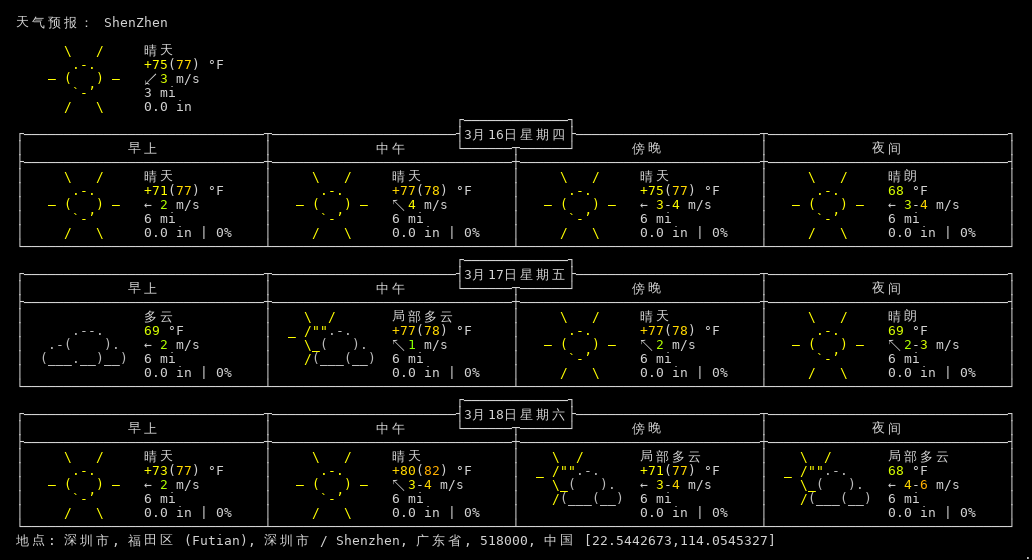 天气预报: ShenZhen
晴天
+75(77) °F
↙ 3 m/s
3 mi
0.0 in
3月16日星期四
早上 中午 傍晚 夜间
晴天 晴天 晴天 晴朗
+71(77) °F +77(78) °F +75(77) °F 68 °F
← 2 m/s ↖ 4 m/s ← 3-4 m/s ← 3-4 m/s
6 mi 6 mi 6 mi 6 mi
0.0 in | 0% 0.0 in | 0% 0.0 in | 0% 0.0 in | 0%
3月17日星期五
早上 中午 傍晚 夜间
多云 局部多云 晴天 晴朗
69 °F +77(78) °F +77(78) °F 69 °F
← 2 m/s ↖ 1 m/s ↖ 2 m/s ↖ 2-3 m/s
6 mi 6 mi 6 mi 6 mi
0.0 in | 0% 0.0 in | 0% 0.0 in | 0% 0.0 in | 0%
3月18日星期六
早上 中午 傍晚 夜间
晴天 晴天 局部多云 局部多云
+73(77) °F +80(82) °F +71(77) °F 68 °F
← 2 m/s ↖ 3-4 m/s ← 3-4 m/s ← 4-6 m/s
6 mi 6 mi 6 mi 6 mi
0.0 in | 0% 0.0 in | 0% 0.0 in | 0% 0.0 in | 0%
地点: 深圳市, 福田区 (Futian), 深圳市 / Shenzhen, 广东省, 518000, 中国 [22.5442673,114.0545327]